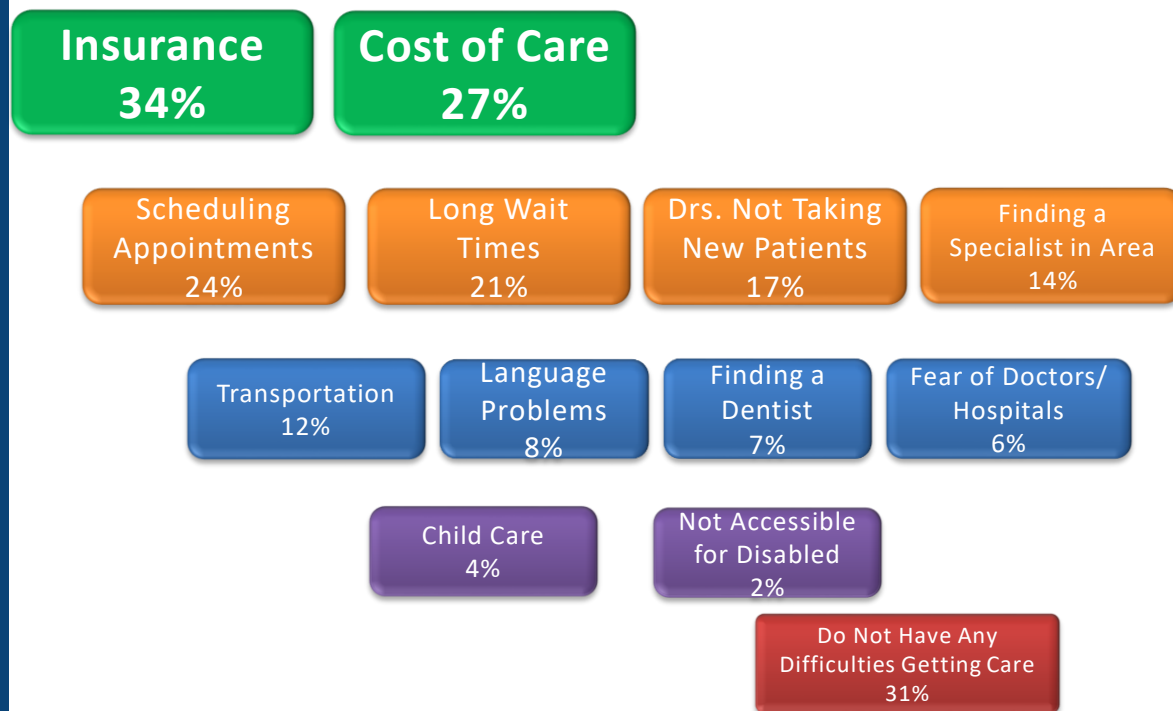 Insurance
34%
Cost of Care
27%
Scheduling
Appointments
24%
Long Wait
Times
21%
Drs. Not Taking
New Patients
17%
Finding a
Specialist in Area
14%
Transportation
12%
Language
Problems
8%
Finding a
Dentist
7%
Fear of Doctors/
Hospitals
6%
Child Care
4%
Not Accessible
for Disabled
2%
Do Not Have Any
Difficulties Getting Care
31%